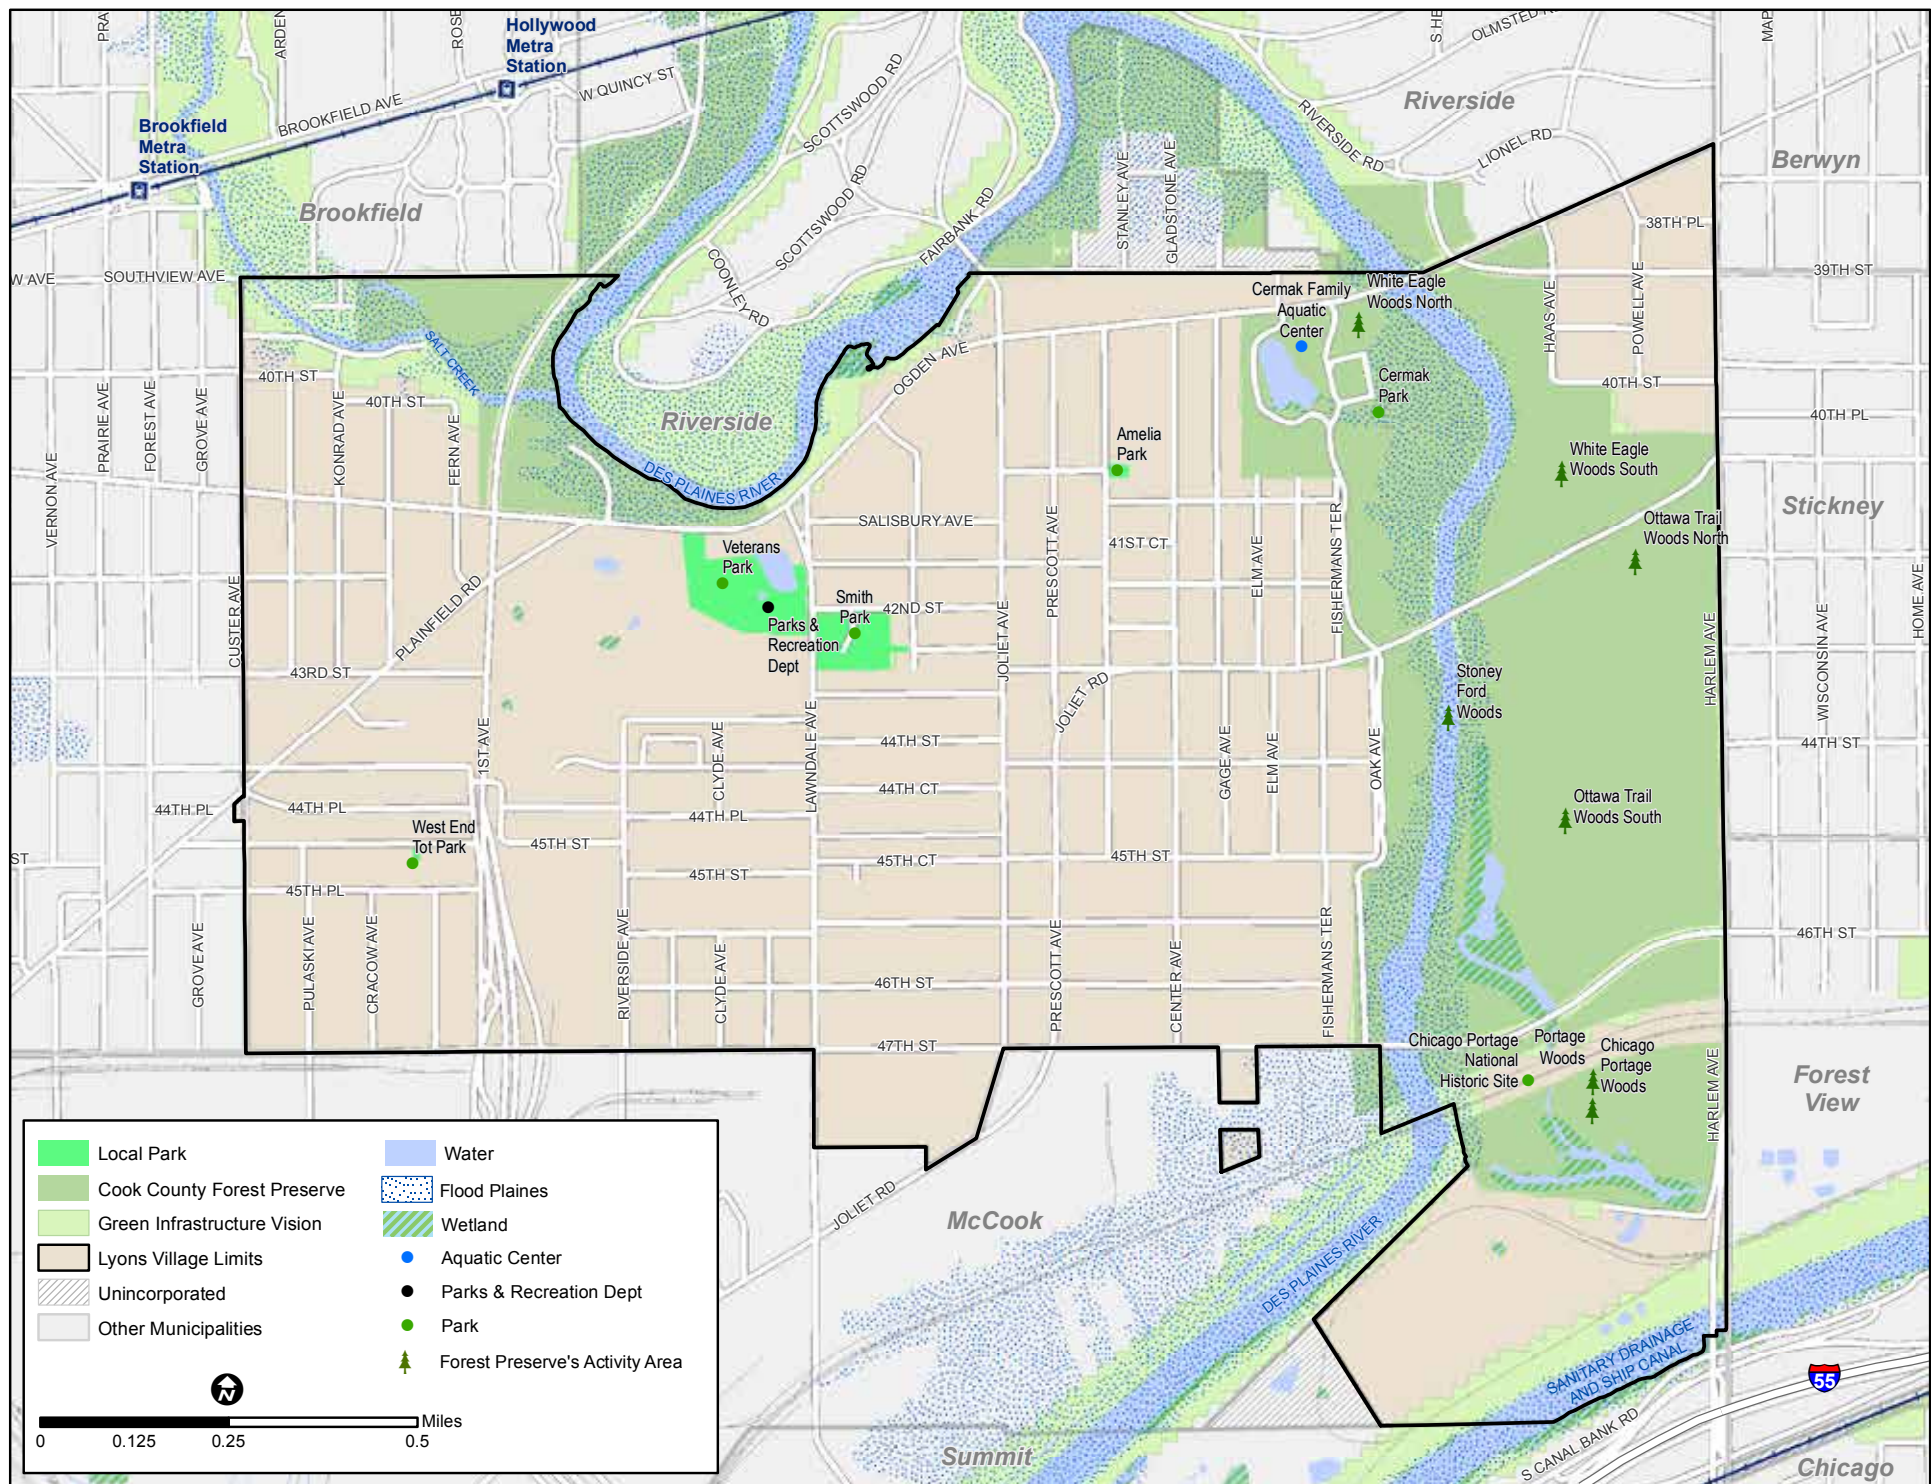 PRA
ARDEN
ROSE
Hollywood
Metra
Station
S HE
OLMSTED R
MAP
W QUINCY ST
BROOKFIELD AVE
SCOTTSWOOD RD
RIVERSIDE RD
Riverside
LIONEL RD
Berwyn
Brookfield
Metra
Station
Brookfield
SCOTTSWOOD RD
FAIRBANK RD
STANLEY AVE
GLADSTONE AVE
38TH PL
W AVE
SOUTHVIEW AVE
COONLEY RD
39TH ST
Cermak Family
Aquatic
Center
White Eagle
Woods North
HAAS AVE
POWELL AVE
SALT CREEK
40TH ST
40TH ST
OGDEN AVE
Cermak
Park
40TH ST
40TH PL
PRAIRIE AVE
FOREST AVE
GROVE AVE
KONRAD AVE
FERN AVE
VERNON AVE
Riverside
DES PLAINES RIVER
Amelia
Park
White Eagle
Woods South
Stickney
SALISBURY AVE
PRESCOTT AVE
41ST CT
ELM AVE
FISHERMANS TER
Ottawa Trail
Woods North
Veterans
Park
Smith
Park
42ND ST
Parks &
Recreation
Dept
CUSTER AVE
PLAINFIELD RD
JOLIET AVE
HARLEM AVE
WISCONSIN AVE
HOME AVE
43RD ST
JOLIET RD
Stoney
Ford
Woods
1ST AVE
CLYDE AVE
LAWNDALE AVE
44TH ST
GAGE AVE
ELM AVE
OAK AVE
44TH ST
44TH CT
44TH PL
44TH PL
44TH PL
Ottawa Trail
Woods South
West End
Tot Park
45TH ST
45TH CT
45TH ST
ST
45TH PL
45TH ST
GROVE AVE
PULASKI AVE
CRACOW AVE
RIVERSIDE AVE
CLYDE AVE
46TH ST
PRESCOTT AVE
CENTER AVE
FISHERMANS TER
46TH ST
47TH ST
Chicago Portage
National
Historic Site
Portage
Woods
Chicago
Portage
Woods
HARLEM AVE
Forest
View
JOLIET RD
McCook
DES PLAINES RIVER
SANITARY DRAINAGE
AND SHIP CANAL
55
S CANAL BANK RD
Summit
Chicago
Local Park
Cook County Forest Preserve
Green Infrastructure Vision
Lyons Village Limits
Unincorporated
Other Municipalities
Water
Flood Plaines
Wetland
Aquatic Center
Parks & Recreation Dept
Park
Forest Preserve's Activity Area
N
Miles
0
0.125
0.25
0.5